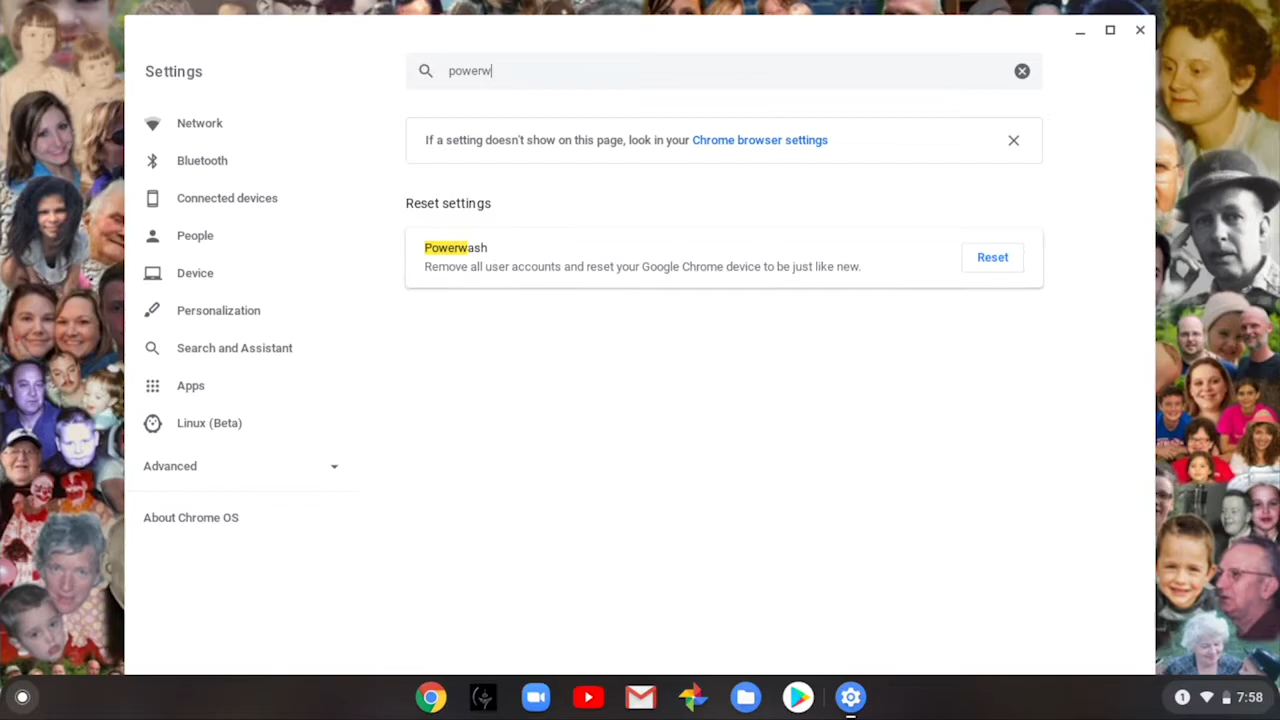 Settings
powerw
Network
Bluetooth
Connected devices
People
Device
Personalization
Search and Assistant
Apps
Linux (Beta)
Advanced
About Chrome OS
If a setting doesn't show on this page, look in your Chrome browser settings
Reset settings
Powerwash
Remove all user accounts and reset your Google Chrome device to be just like new.
Reset
1
7:58